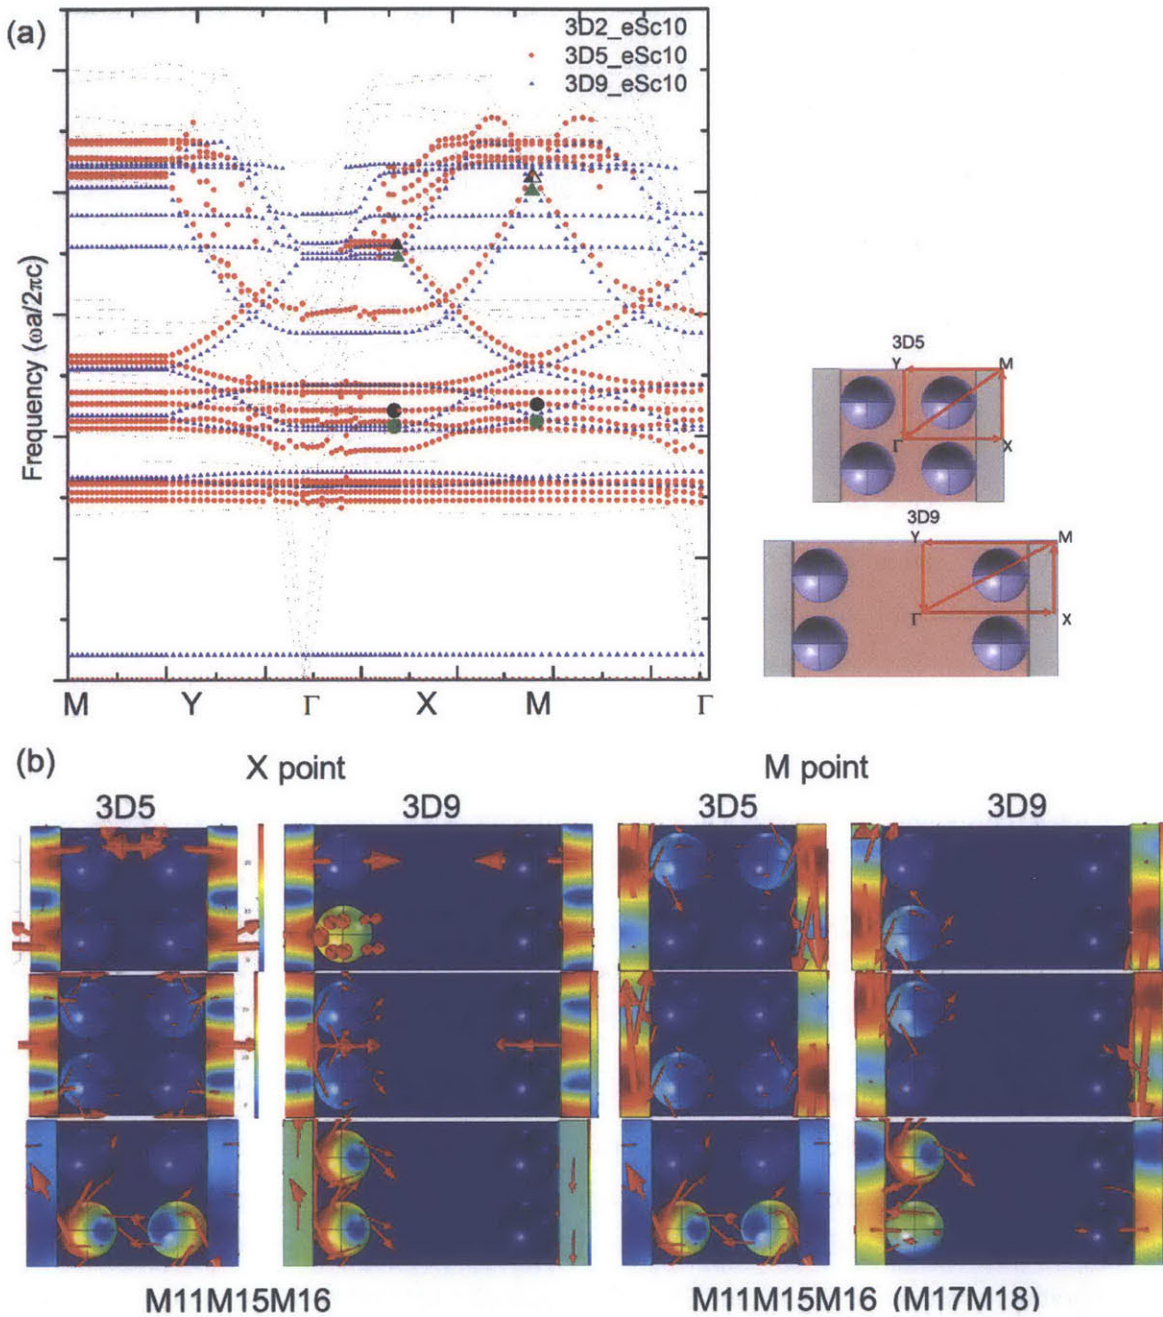 (a)
3D2_eSc10
3D5_eSc10
3D9_eSc10
Frequency (ωa/2πc)
M Y Γ X M Γ
3D5
Y M
Γ X
3D9
Y M
Γ X
(b)
X point M point
3D5 3D9 3D5 3D9
M11M15M16 M11M15M16 (M17M18)